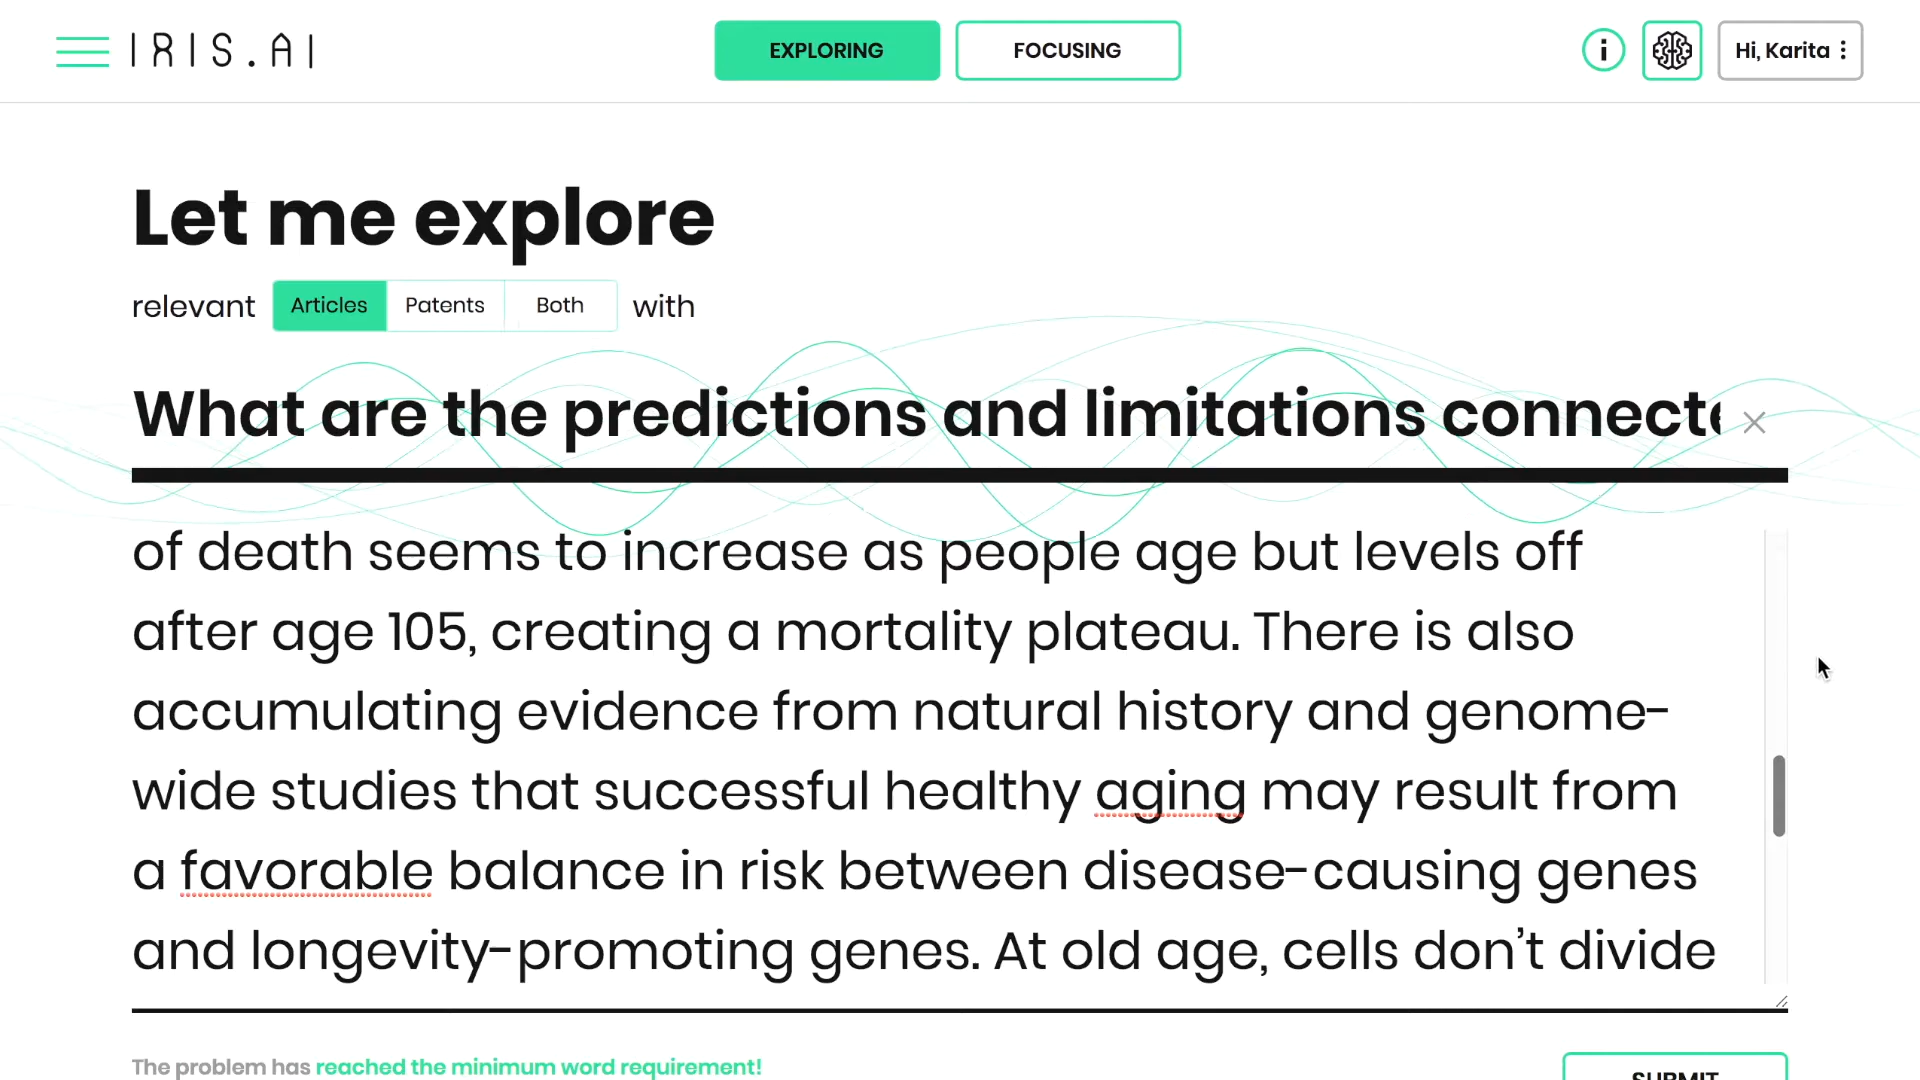 IRIS.AI
EXPLORING
FOCUSING
i
Hi, Karita
Let me explore
relevant Articles Patents Both with
What are the predictions and limitations connecte
of death seems to increase as people age but levels off
after age 105, creating a mortality plateau. There is also
accumulating evidence from natural history and genome-
wide studies that successful healthy aging may result from
a favorable balance in risk between disease-causing genes
and longevity-promoting genes. At old age, cells don’t divide
The problem has reached the minimum word requirement!
SUBMIT